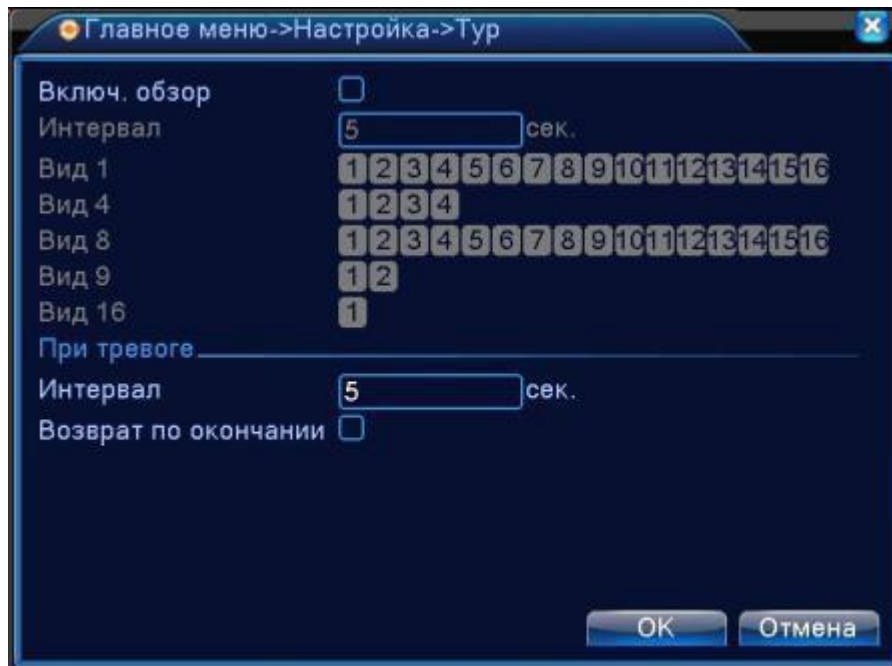 Главное меню->Настройка->Тур
Включ. обзор
Интервал 5 сек.
Вид 1 1 2 3 4 5 6 7 8 9 10 11 12 13 14 15 16
Вид 4 1 2 3 4
Вид 8 1 2 3 4 5 6 7 8 9 10 11 12 13 14 15 16
Вид 9 1 2
Вид 16 1
При тревоге
Интервал 5 сек.
Возврат по окончании
OK Отмена